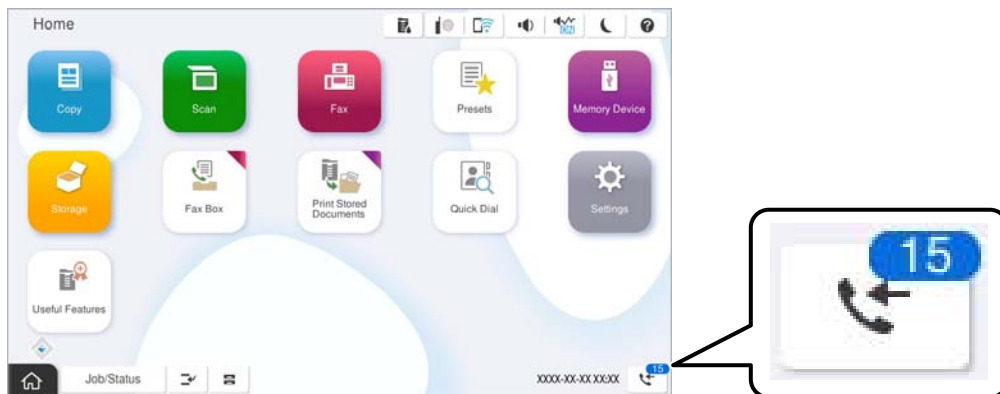 Home
Copy
Scan
Fax
Presets
Memory Device
Storage
Fax Box
Print Stored
Documents
Quick Dial
Settings
Useful Features
Job/Status
XXXX-XX-XX XX:XX
15
15